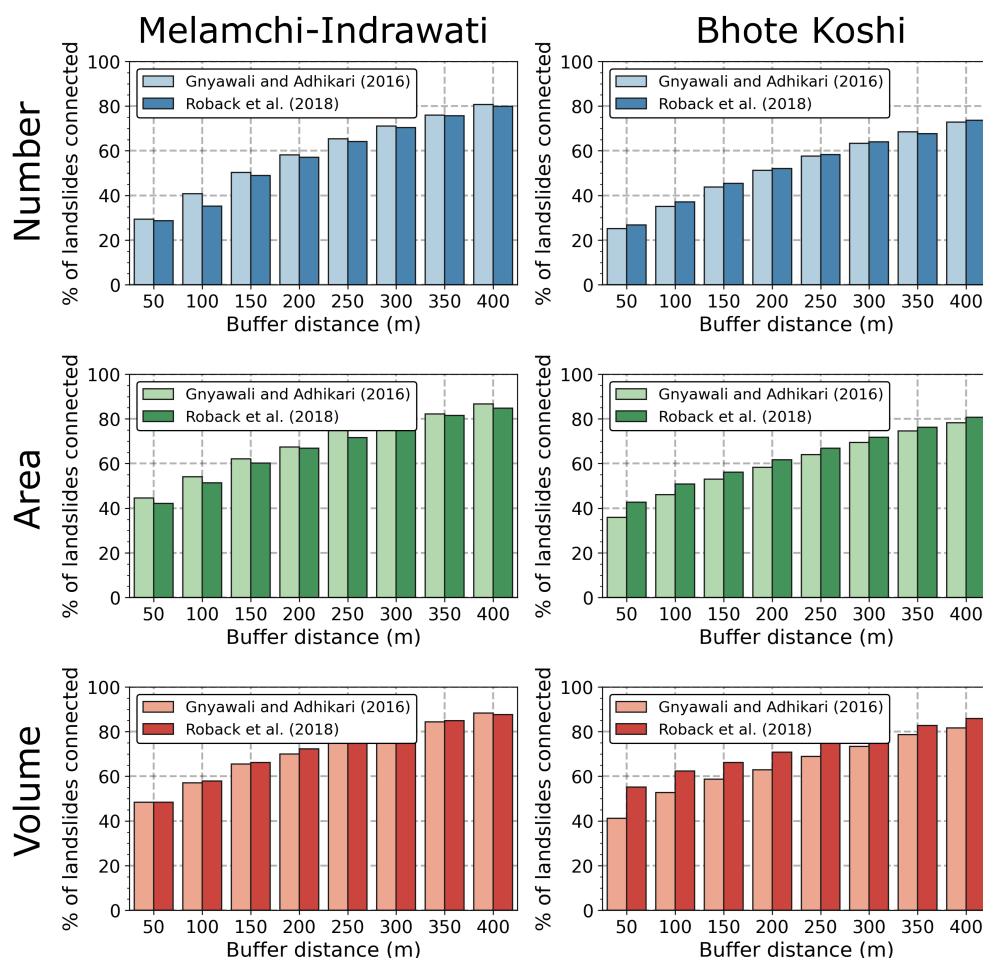 Melamchi-Indrawati
Bhote Koshi
Number
% of landslides connected
100
80
60
40
20
0
Gnyawali and Adhikari (2016)
Roback et al. (2018)
50 100 150 200 250 300 350 400
Buffer distance (m)
% of landslides connected
100
80
60
40
20
0
Gnyawali and Adhikari (2016)
Roback et al. (2018)
50 100 150 200 250 300 350 400
Buffer distance (m)
Area
% of landslides connected
100
80
60
40
20
0
Gnyawali and Adhikari (2016)
Roback et al. (2018)
50 100 150 200 250 300 350 400
Buffer distance (m)
% of landslides connected
100
80
60
40
20
0
Gnyawali and Adhikari (2016)
Roback et al. (2018)
50 100 150 200 250 300 350 400
Buffer distance (m)
Volume
% of landslides connected
100
80
60
40
20
0
Gnyawali and Adhikari (2016)
Roback et al. (2018)
50 100 150 200 250 300 350 400
Buffer distance (m)
% of landslides connected
100
80
60
40
20
0
Gnyawali and Adhikari (2016)
Roback et al. (2018)
50 100 150 200 250 300 350 400
Buffer distance (m)